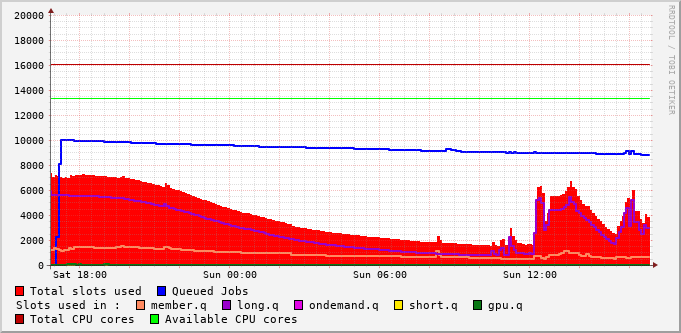 RRDTOOL / TOBI OETIKER
20000
18000
16000
14000
12000
10000
8000
6000
4000
2000
0
Sat 18:00 Sun 00:00 Sun 06:00 Sun 12:00
Total slots used Queued Jobs
Slots used in : member.q long.q ondemand.q short.q gpu.q
Total CPU cores Available CPU cores